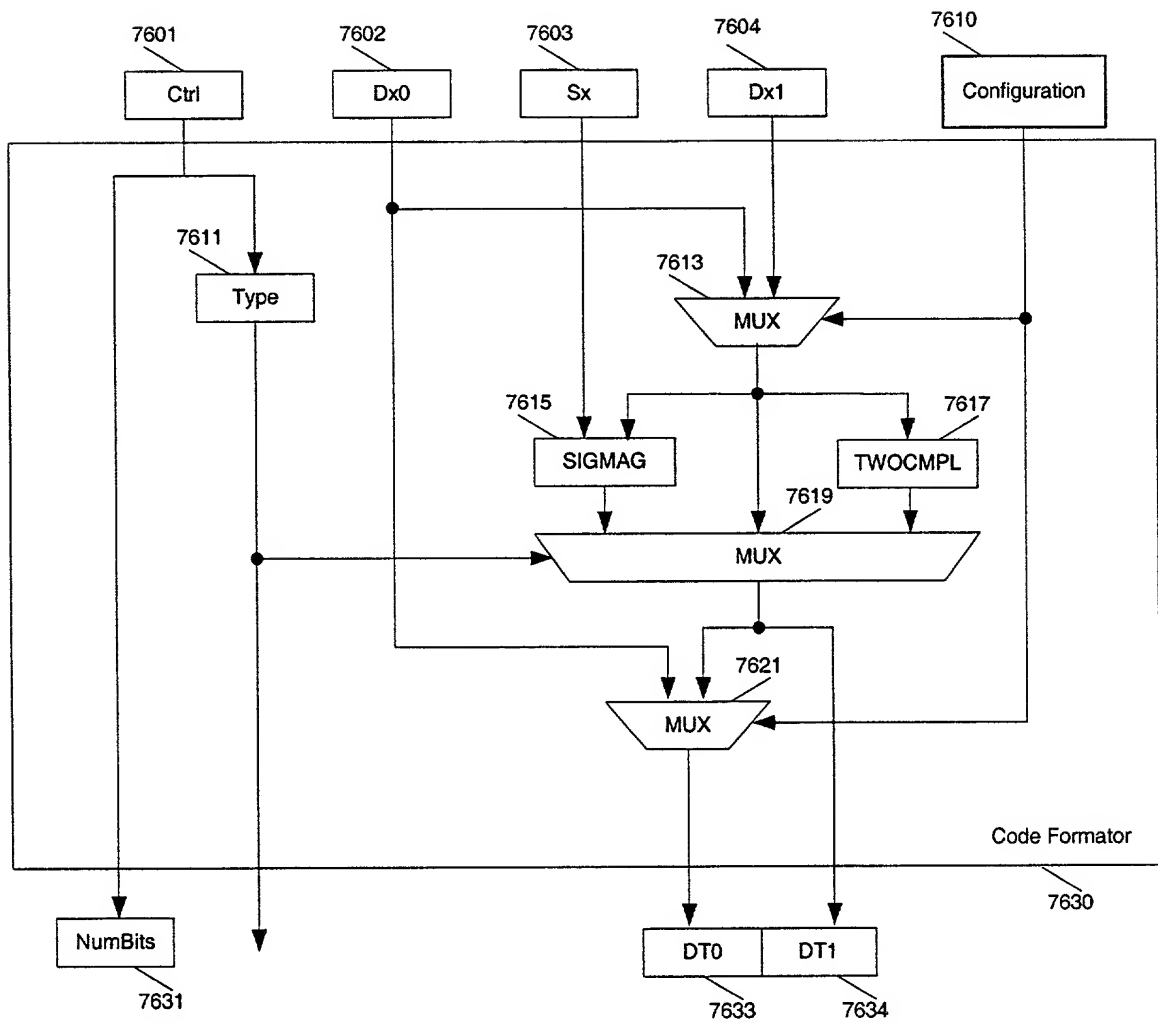 7601
7602
7603
7604
7610
Ctrl
Dx0
Sx
Dx1
Configuration
7611
Type
7613
MUX
7615
SIGMAG
7617
TWOCMPL
7619
MUX
7621
MUX
Code Formator
7630
NumBits
7631
DT0
DT1
7633
7634